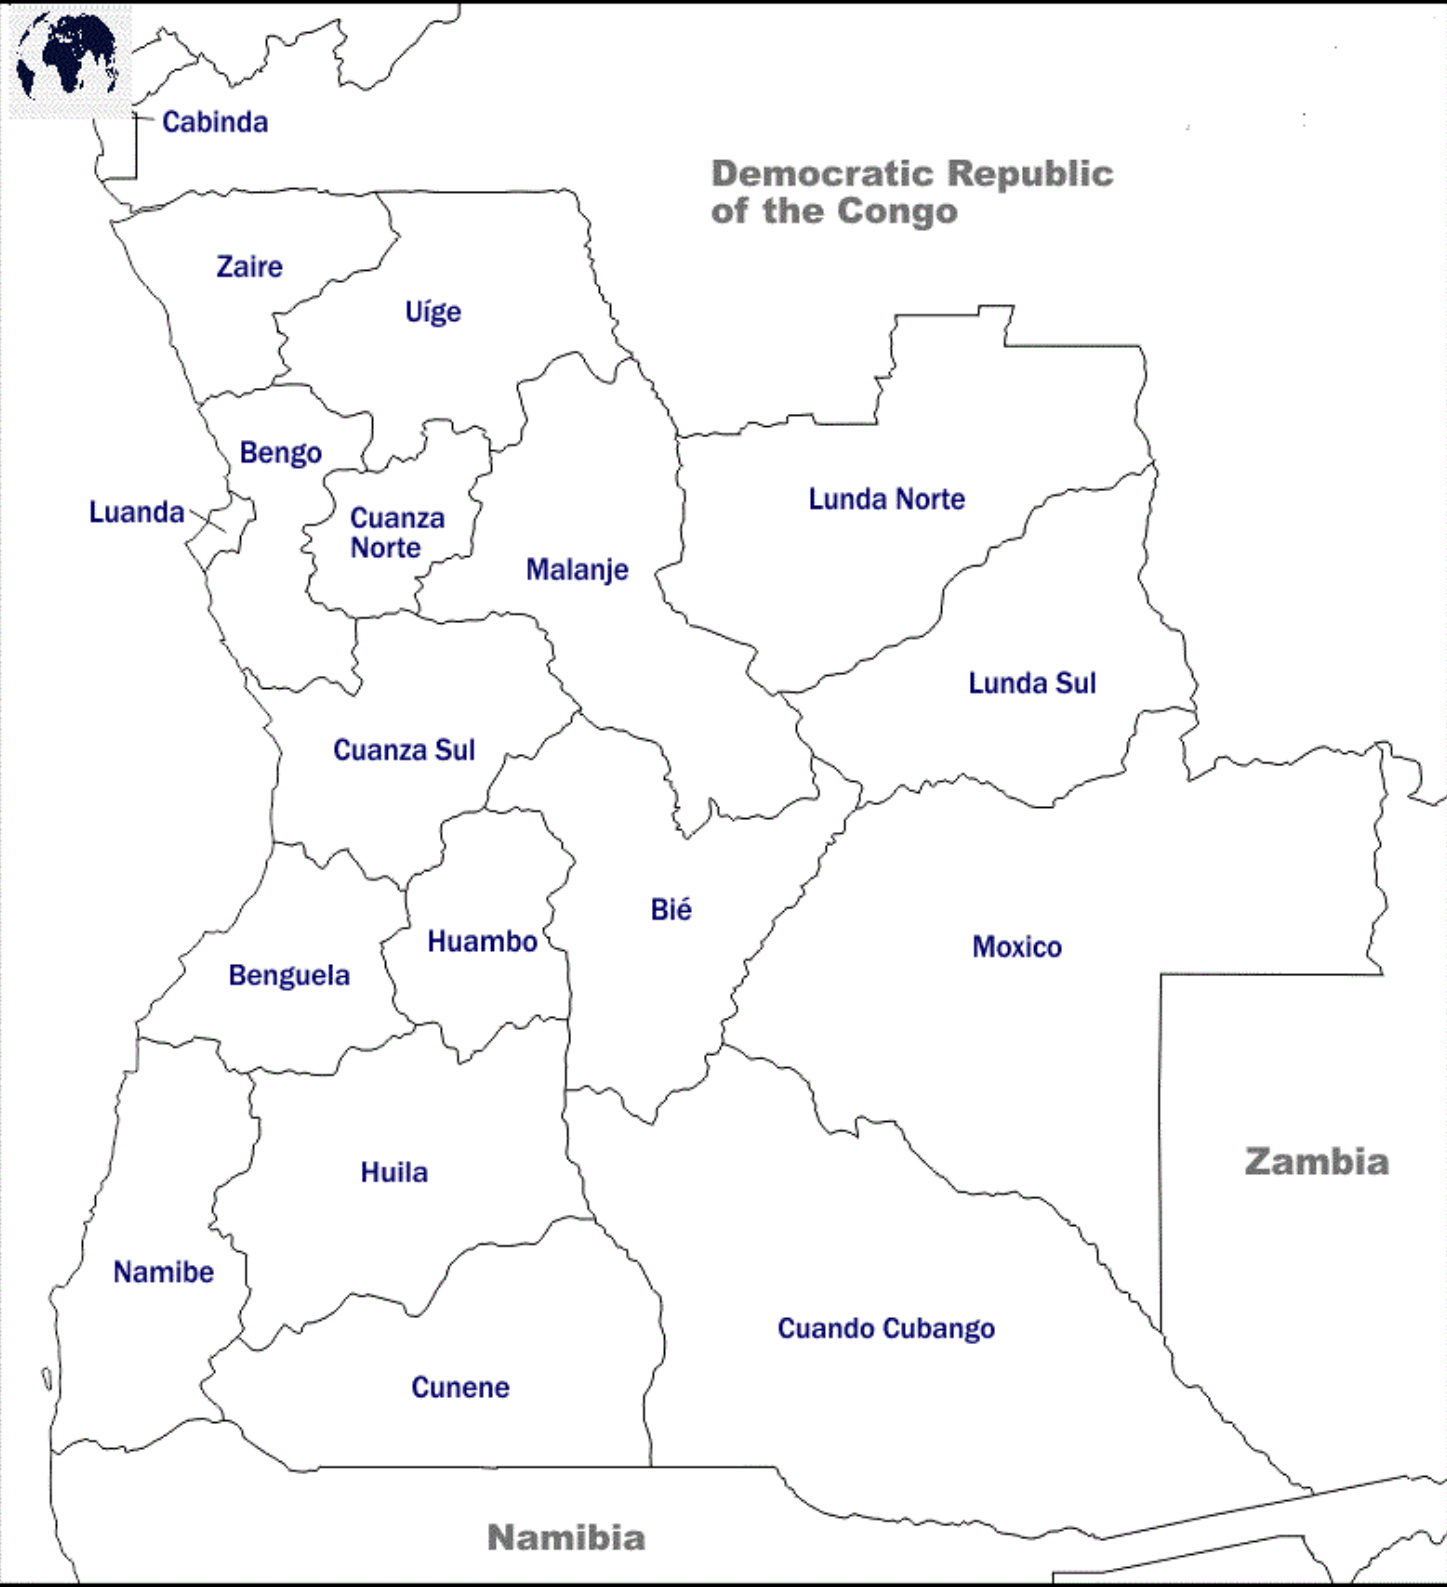 Cabinda
Democratic Republic
of the Congo
Zaire
Uíge
Bengo
Luanda
Cuanza
Norte
Lunda Norte
Malanje
Lunda Sul
Cuanza Sul
Bié
Huambo
Moxico
Benguela
Zambia
Huila
Namibe
Cuando Cubango
Cunene
Namibia